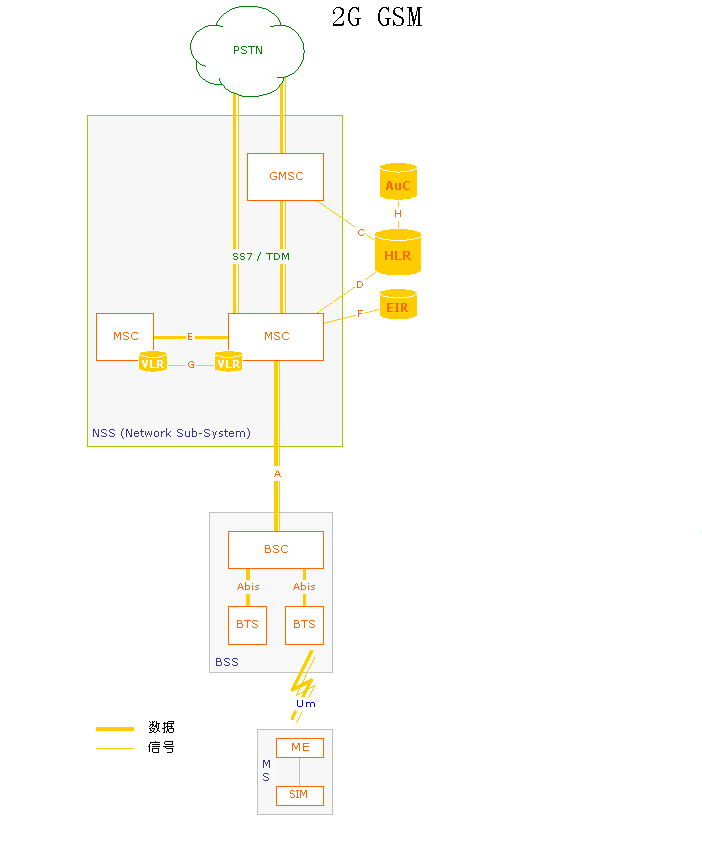 2G GSM
PSTN
GMSC
AuC
H
C
HLR
SS7 / TDM
D
EIR
F
MSC
E
MSC
VLR
G
VLR
NSS (Network Sub-System)
A
BSC
Abis
Abis
BTS
BTS
BSS
Um
数据
信号
ME
M
S
SIM